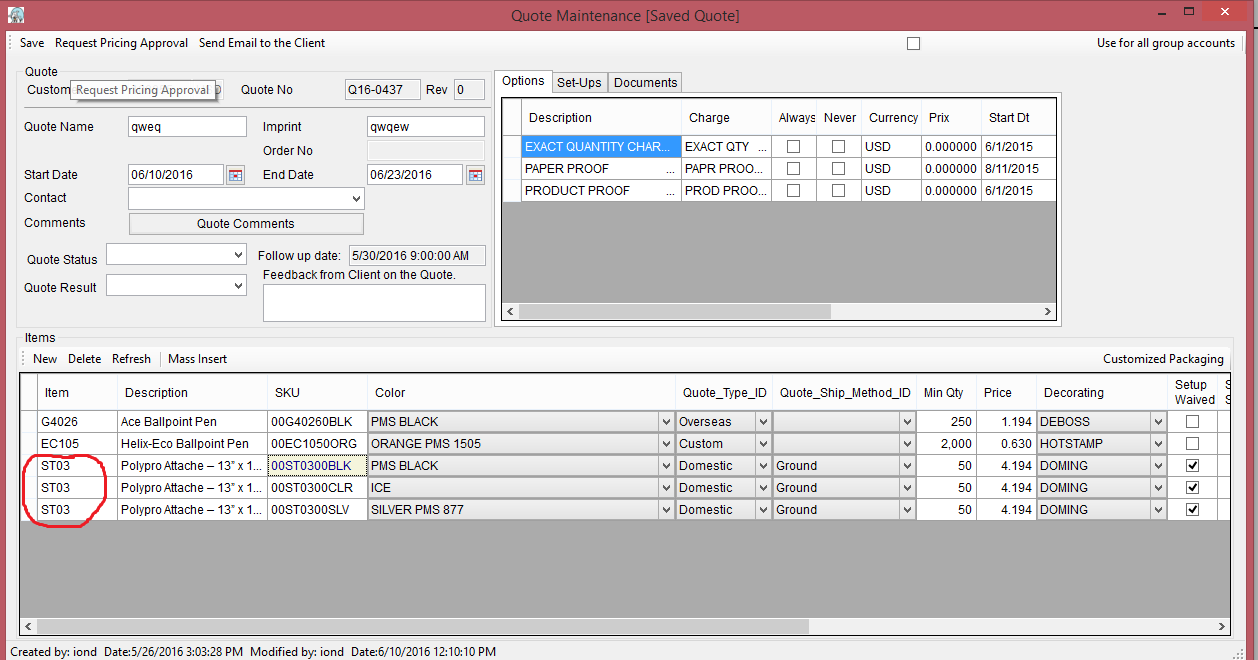 Quote Maintenance [Saved Quote]
Save Request Pricing Approval Send Email to the Client Use for all group accounts
Quote
Custom Request Pricing Approval Quote No Q16-0437 Rev 0
Quote Name qweq Imprint qwqew
Order No
Start Date 06/10/2016 End Date 06/23/2016
Contact
Comments Quote Comments
Quote Status Follow up date: 5/30/2016 9:00:00 AM
Quote Result Feedback from Client on the Quote.
Options Set-Ups Documents
Description Charge Always Never Currency Prix Start Dt
EXACT QUANTITY CHAR... EXACT QTY ... USD 0.000000 6/1/2015
PAPER PROOF ... PAPR PROO... USD 0.000000 8/11/2015
PRODUCT PROOF ... PROD PROO... USD 0.000000 6/1/2015
Items
New Delete Refresh Mass Insert Customized Packaging
Item Description SKU Color Quote_Type_ID Quote_Ship_Method_ID Min Qty Price Decorating Setup Waived
G4026 Ace Ballpoint Pen 00G40260BLK PMS BLACK Overseas 250 1.194 DEBOSS
EC105 Helix-Eco Ballpoint Pen 00EC1050ORG ORANGE PMS 1505 Custom 2,000 0.630 HOTSTAMP
ST03 Polypro Attache – 13” x 1... 00ST0300BLK PMS BLACK Domestic Ground 50 4.194 DOMING
ST03 Polypro Attache – 13” x 1... 00ST0300CLR ICE Domestic Ground 50 4.194 DOMING
ST03 Polypro Attache – 13” x 1... 00ST0300SLV SILVER PMS 877 Domestic Ground 50 4.194 DOMING
Created by: iond Date:5/26/2016 3:03:28 PM Modified by: iond Date:6/10/2016 12:10:10 PM